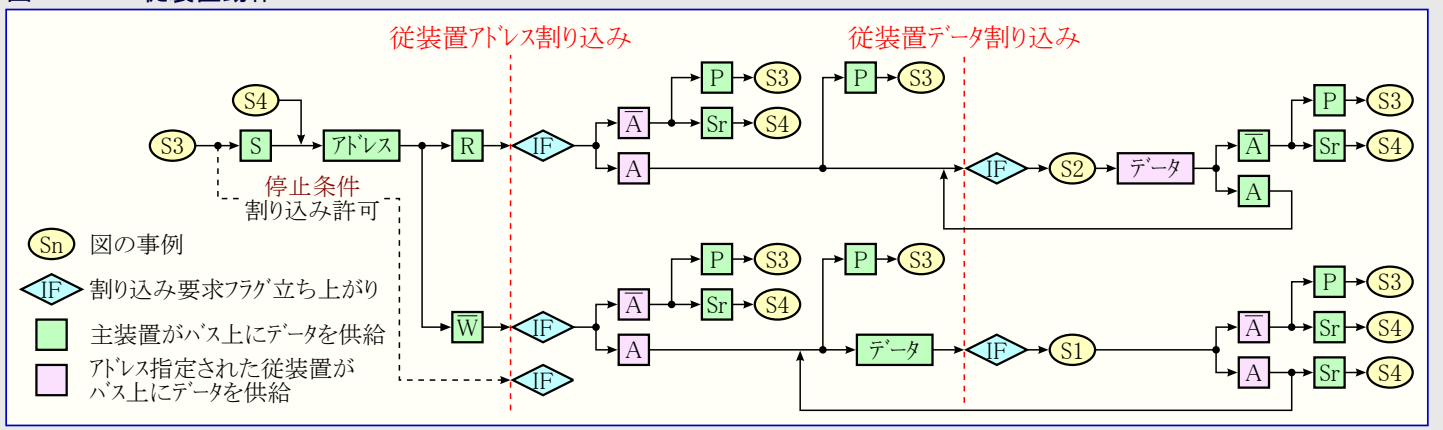 従装置アドレス割り込み
従装置データ割り込み
P S3
P S3
P S3
S4
A Sr S4
A Sr S4
S3 S アドレス R IF
A
IF S2 データ
A
停止条件
割り込み許可
Sn 図の事例
P S3
P S3
P S3
IF 割り込み要求フラグ立ち上がり
A Sr S4
主装置がバス上にデータを供給
W IF
A
データ IF S1
A Sr S4
アドレス指定された従装置が
バス上にデータを供給
IF
A Sr S4